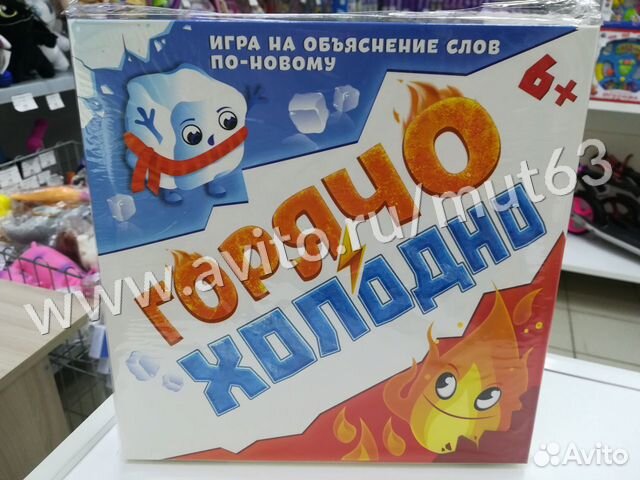 ИГРА НА ОБЪЯСНЕНИЕ СЛОВ
ПО-НОВОМУ
6+
ГОРЯЧО
ХОЛОДНО
www.avito.ru/mut63
Avito